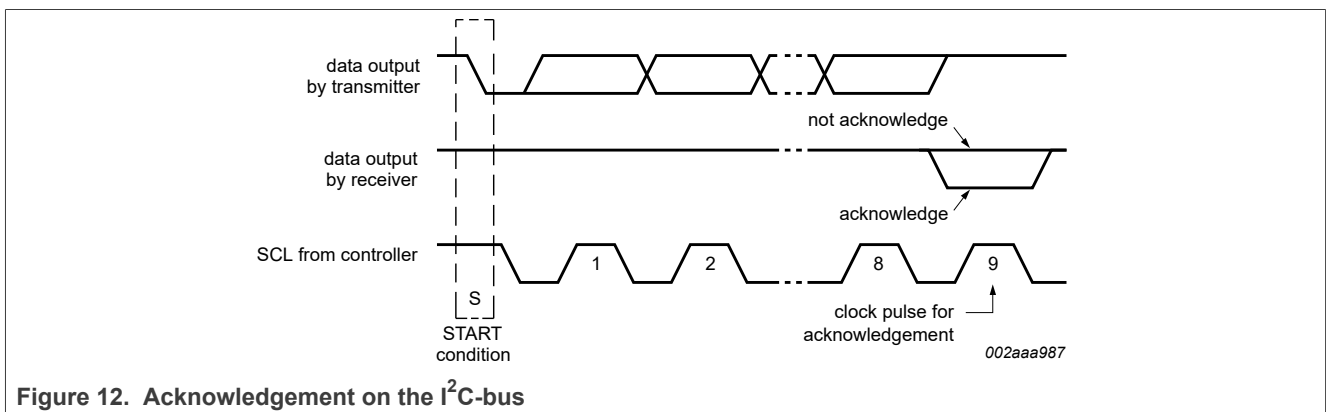 data output
by transmitter
not acknowledge
data output
by receiver
acknowledge
SCL from controller
1
2
8
9
S
START
condition
clock pulse for
acknowledgement
002aaa987
Figure 12. Acknowledgement on the I²C-bus